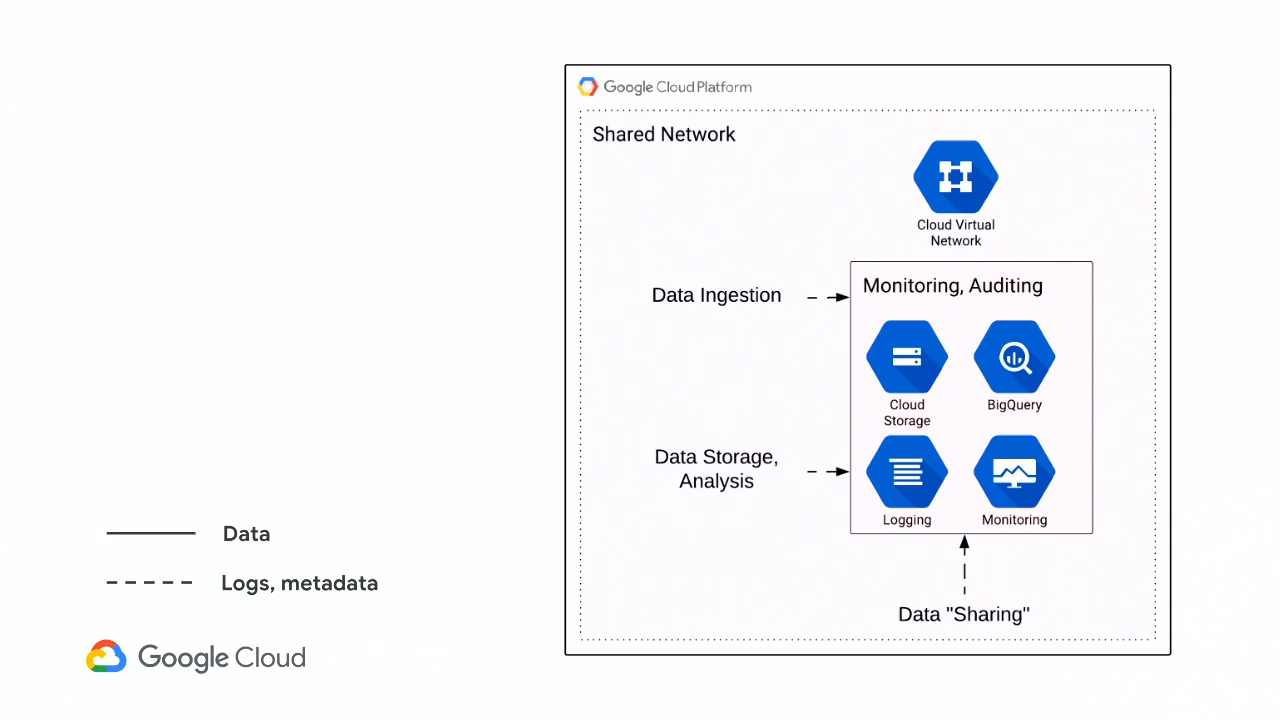 Google Cloud Platform
Shared Network
Cloud Virtual
Network
Data Ingestion
Monitoring, Auditing
Cloud
Storage
BigQuery
Data Storage,
Analysis
Logging
Monitoring
Data "Sharing"
Data
Logs, metadata
Google Cloud